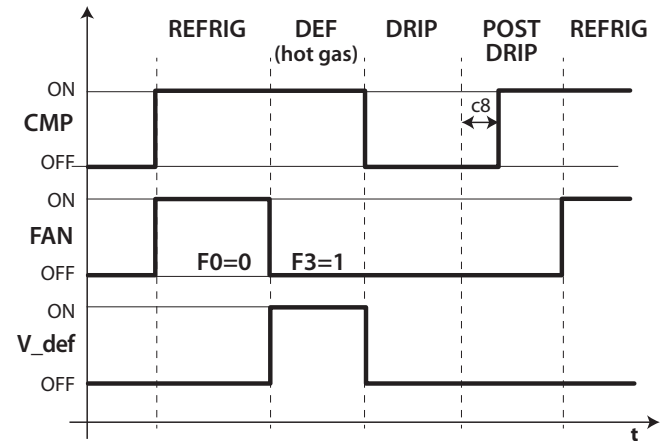 REFRIG DEF DRIP POST REFRIG
(hot gas) DRIP
ON
c8
CMP
OFF
ON
FAN
F0=0 F3=1
OFF
ON
V_def
OFF
t